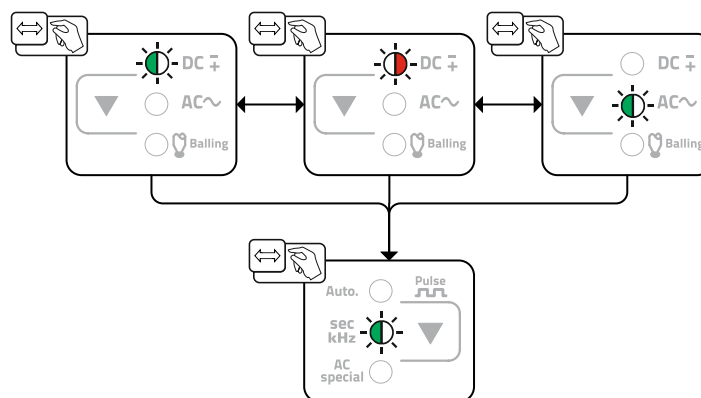 DC ∓
AC~
Balling
DC ∓
AC~
Balling
DC ∓
AC~
Balling
Auto.
Pulse
sec
kHz
AC
special